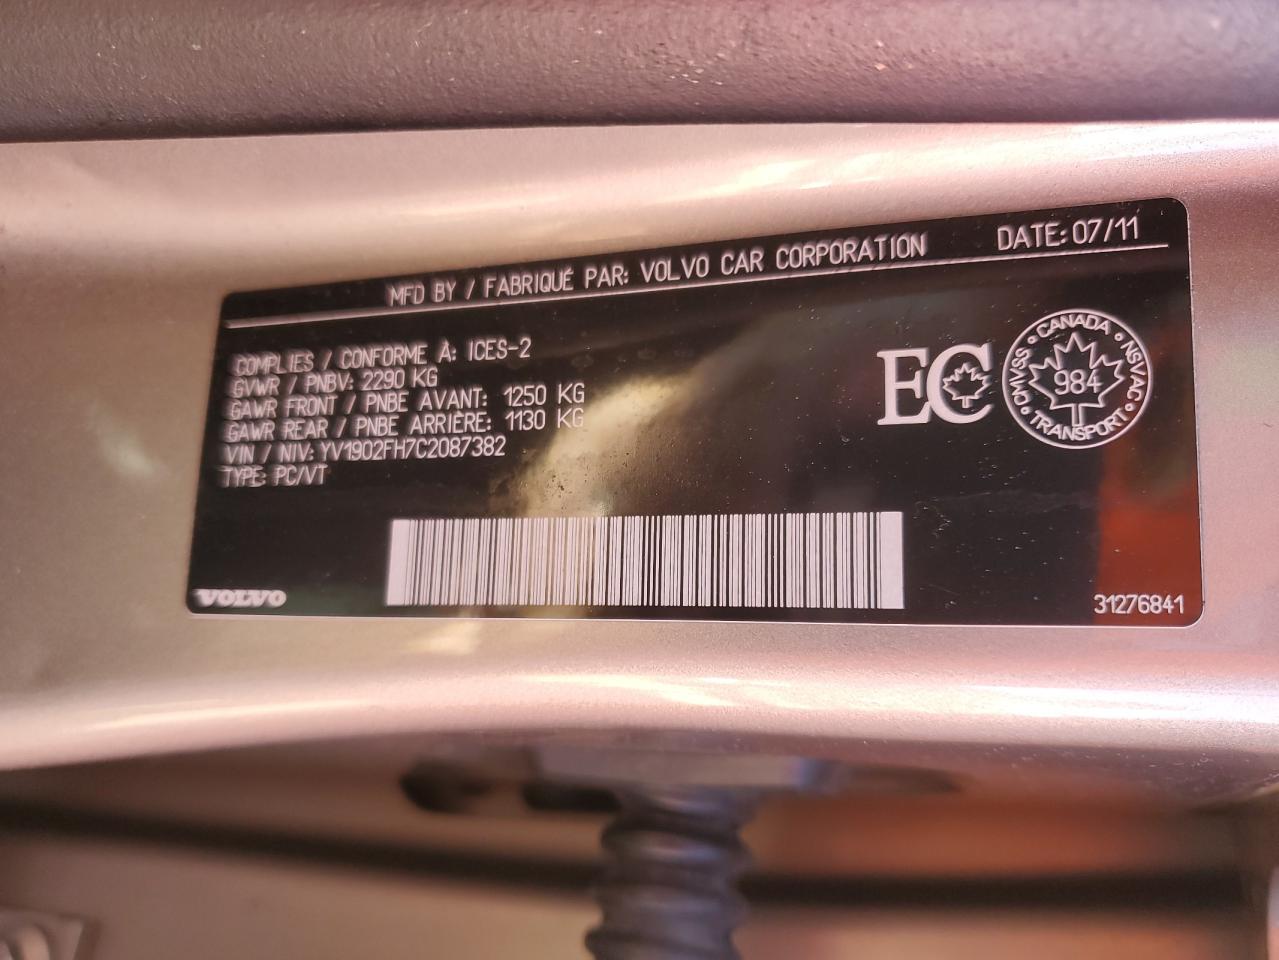 MFD BY / FABRIQUÉ PAR: VOLVO CAR CORPORATION DATE: 07/11
COMPLIES / CONFORME À: ICES-2
GVWR / PNBV: 2290 KG
GAWR FRONT / PNBE AVANT: 1250 KG
GAWR REAR / PNBE ARRIÈRE: 1130 KG
VIN / NIV: YV1902FH7C2087382
TYPE: PC/VT
EC
CANADA
NSVAC
TRANSPORT
CMVSS
984
VOLVO
31276841